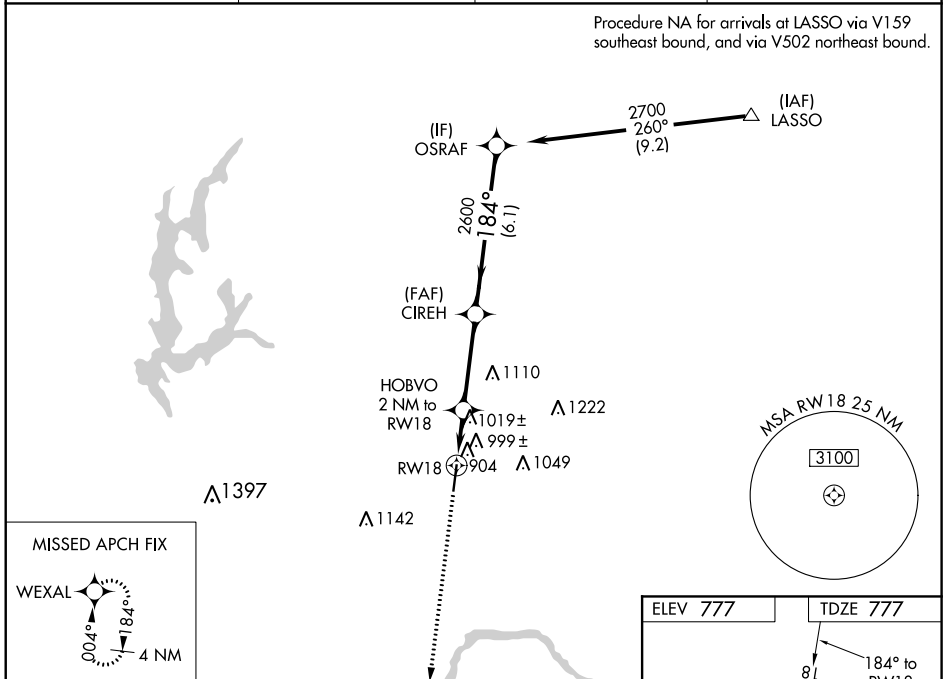 Procedure NA for arrivals at LASSO via V159
southeast bound, and via V502 northeast bound.
(IAF)
LASSO
2700
260°
(9.2)
(IF)
OSRAF
2600
184°
(6.1)
(FAF)
CIREH
1110
HOBVO
2 NM to
RW18
1222
1019±
999±
RW18
904
1049
MSA RW18 25 NM
3100
1397
1142
MISSED APCH FIX
WEXAL
004°
184°
4 NM
ELEV 777
TDZE 777
184° to
RW18